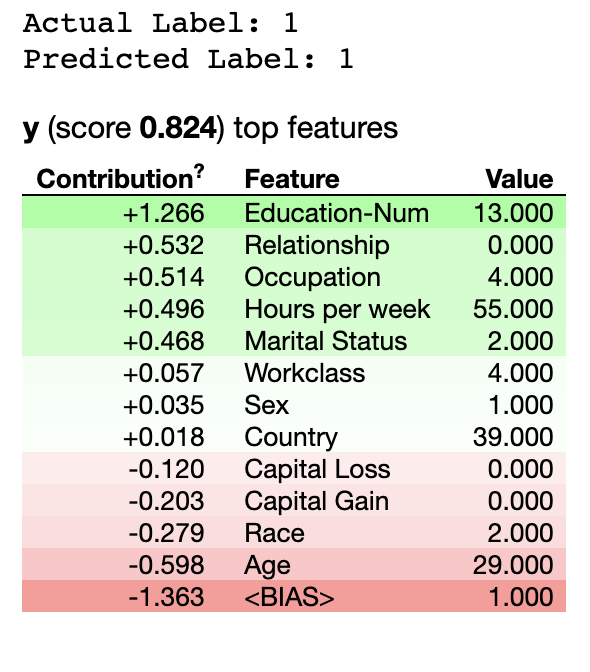 Actual Label: 1
Predicted Label: 1
y (score 0.824) top features
Contribution? Feature Value
+1.266 Education-Num 13.000
+0.532 Relationship 0.000
+0.514 Occupation 4.000
+0.496 Hours per week 55.000
+0.468 Marital Status 2.000
+0.057 Workclass 4.000
+0.035 Sex 1.000
+0.018 Country 39.000
-0.120 Capital Loss 0.000
-0.203 Capital Gain 0.000
-0.279 Race 2.000
-0.598 Age 29.000
-1.363 <BIAS> 1.000